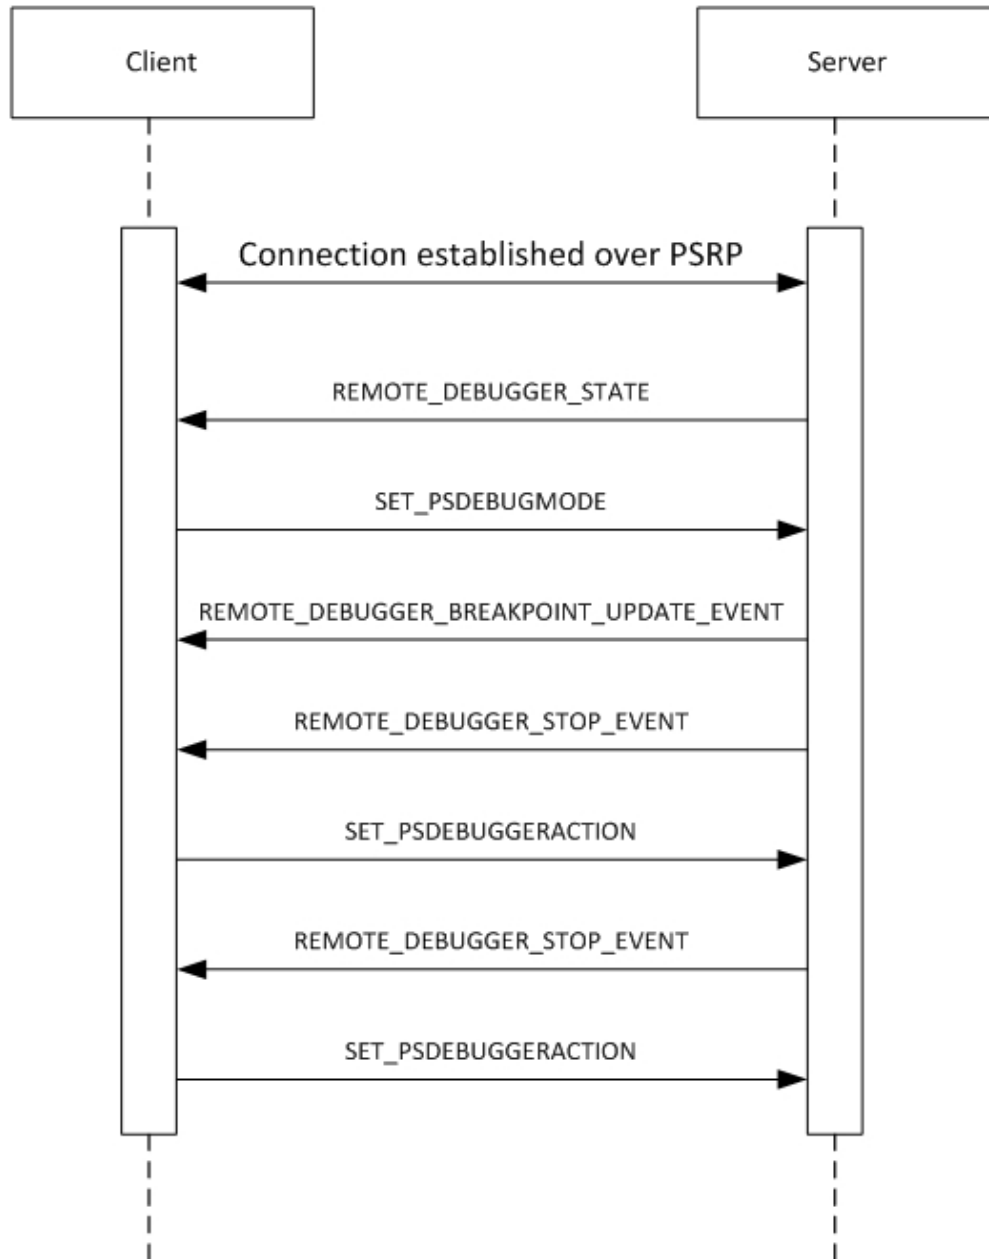 Client
Server
Connection established over PSRP
REMOTE_DEBUGGER_STATE
SET_PSDEBUGMODE
REMOTE_DEBUGGER_BREAKPOINT_UPDATE_EVENT
REMOTE_DEBUGGER_STOP_EVENT
SET_PSDEBUGGERACTION
REMOTE_DEBUGGER_STOP_EVENT
SET_PSDEBUGGERACTION